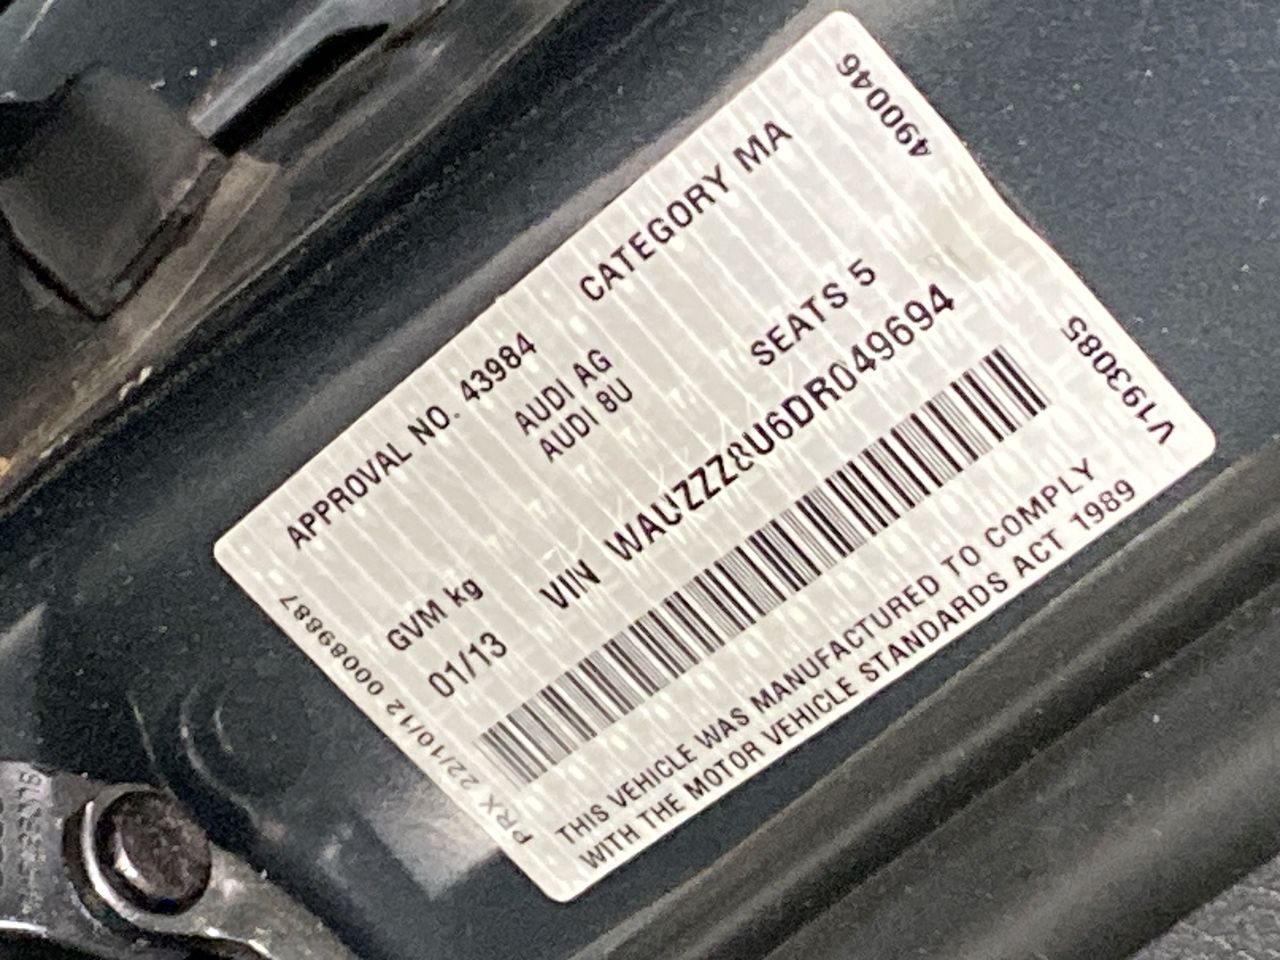 490046
APPROVAL NO. 43984 CATEGORY MA
AUDI AG
AUDI 8U SEATS 5
GVM kg
01/13 VIN WAUZZZ8U6DR049694
V193085
THIS VEHICLE WAS MANUFACTURED TO COMPLY
WITH THE MOTOR VEHICLE STANDARDS ACT 1989
PRX 22/10/12 00089887